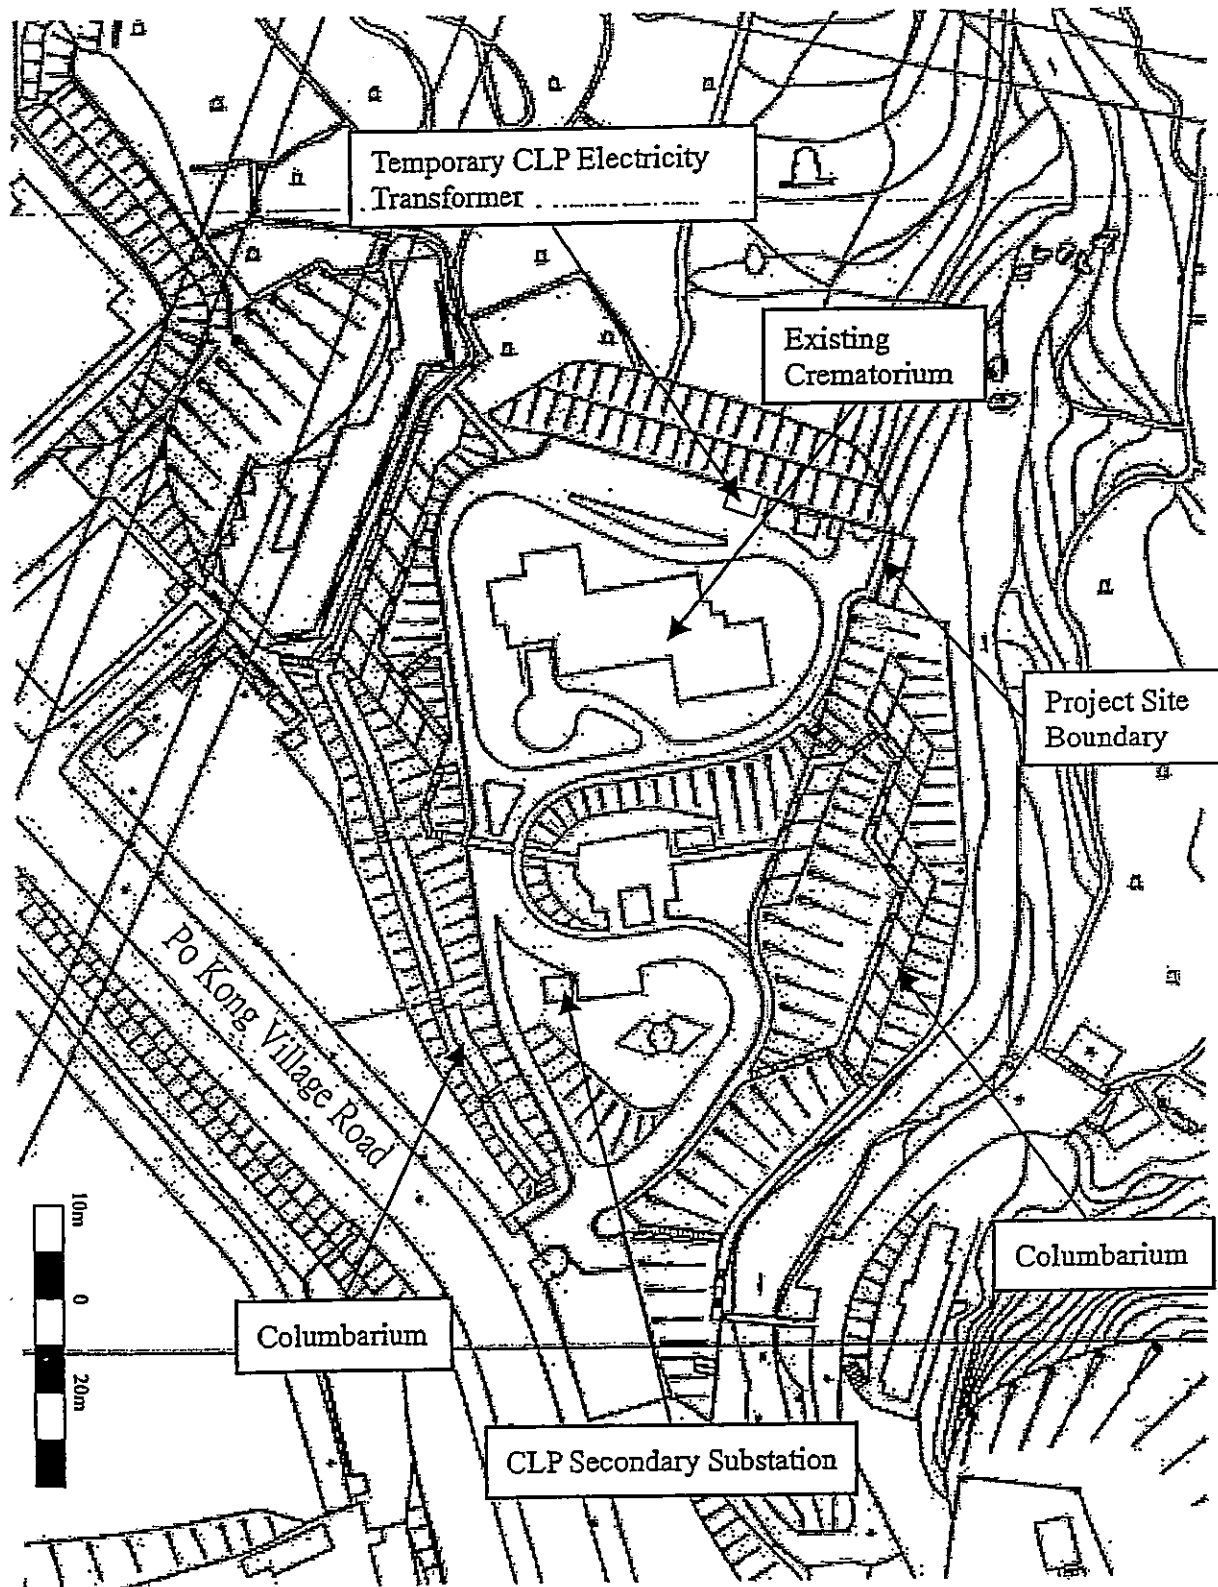 Temporary CLP Electricity
Transformer
Existing
Crematorium
Project Site
Boundary
Po Kong Village Road
Columbarium
Columbarium
CLP Secondary Substation
10m
0
20m